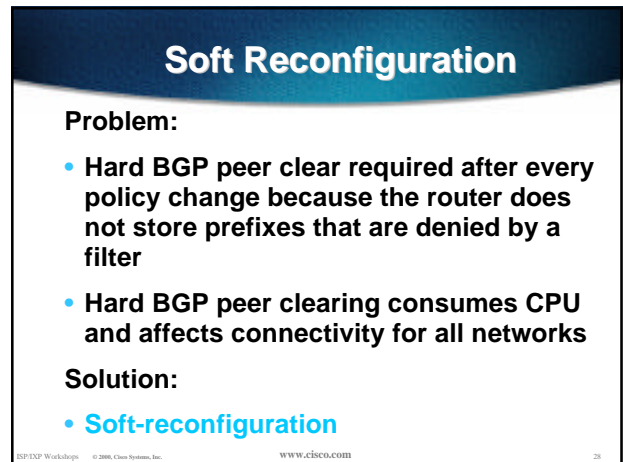 Soft Reconfiguration
Problem:
• Hard BGP peer clear required after every
policy change because the router does
not store prefixes that are denied by a
filter
• Hard BGP peer clearing consumes CPU
and affects connectivity for all networks
Solution:
• Soft-reconfiguration
ISP/IXP Workshops © 2000, Cisco Systems, Inc. www.cisco.com 28